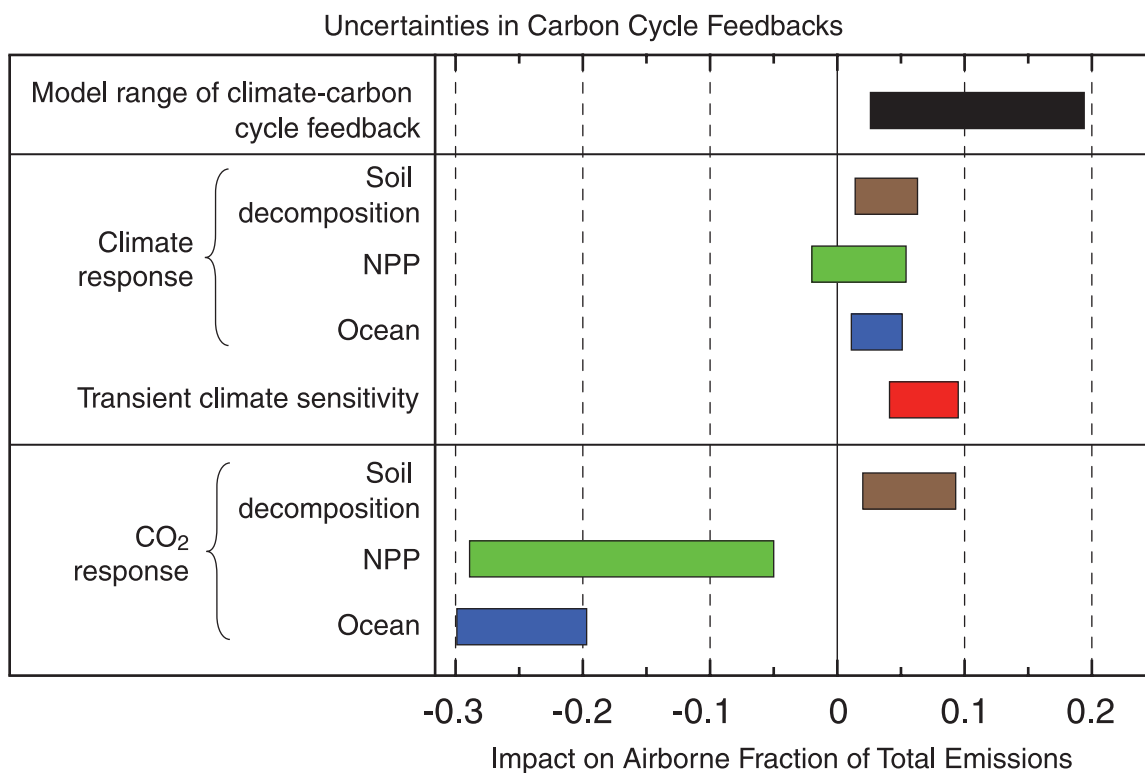 Uncertainties in Carbon Cycle Feedbacks
Model range of climate-carbon
cycle feedback
Climate
response
Soil
decomposition
NPP
Ocean
Transient climate sensitivity
CO₂
response
Soil
decomposition
NPP
Ocean
-0.3 -0.2 -0.1 0 0.1 0.2
Impact on Airborne Fraction of Total Emissions